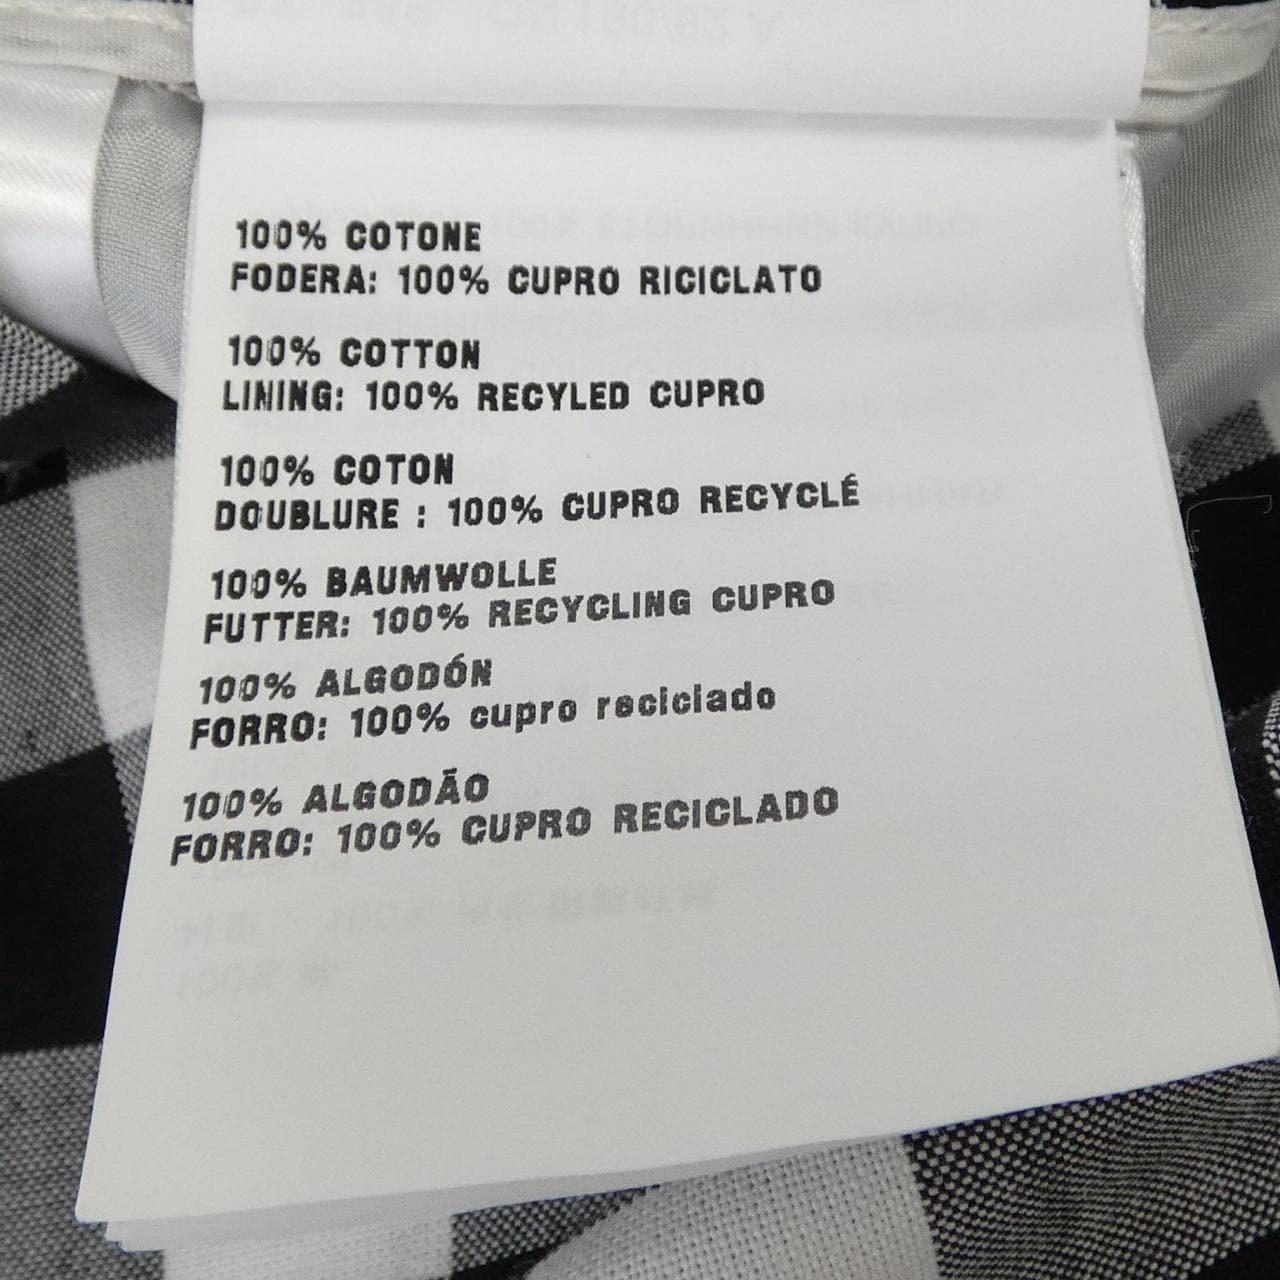 100% COTONE
FODERA: 100% CUPRO RICICLATO
100% COTTON
LINING: 100% RECYLED CUPRO
100% COTON
DOUBLURE : 100% CUPRO RECYCLÉ
100% BAUMWOLLE
FUTTER: 100% RECYCLING CUPRO
100% ALGODÓN
FORRO: 100% cupro reciclado
100% ALGODÃO
FORRO: 100% CUPRO RECICLADO